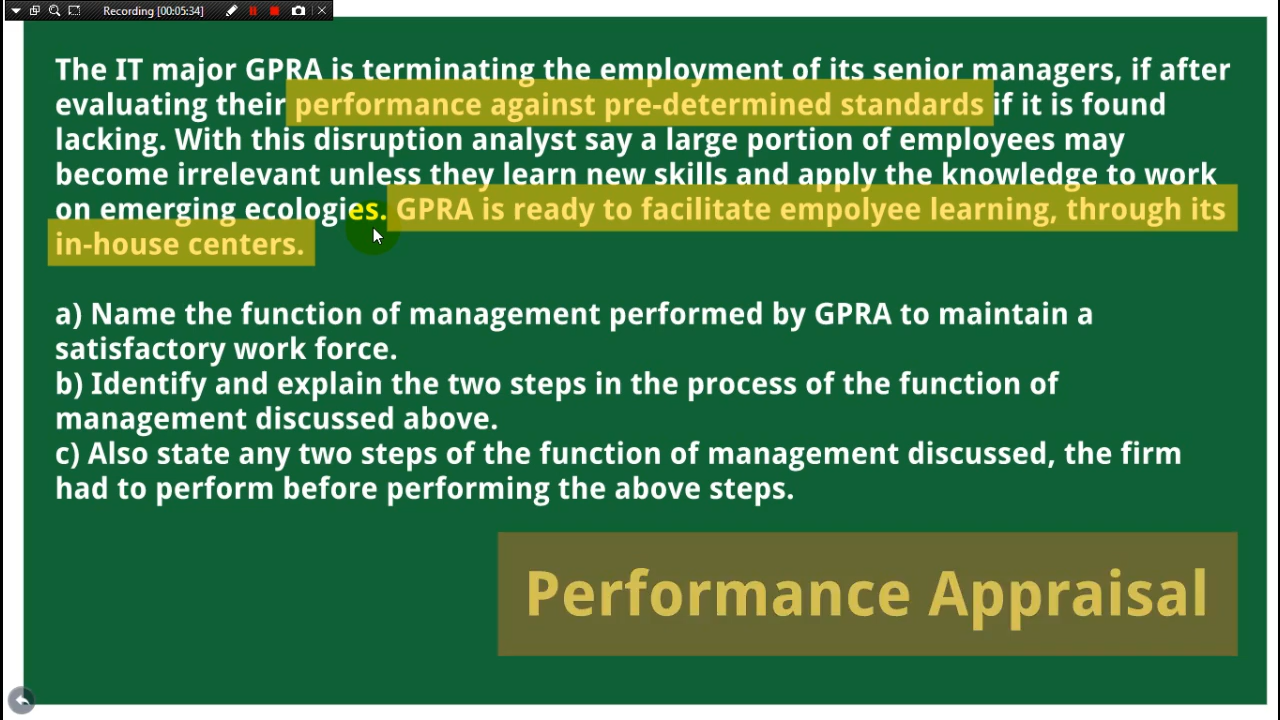 Recording [00:05:34]
The IT major GPRA is terminating the employment of its senior managers, if after
evaluating their performance against pre-determined standards if it is found
lacking. With this disruption analyst say a large portion of employees may
become irrelevant unless they learn new skills and apply the knowledge to work
on emerging ecologies. GPRA is ready to facilitate empolyee learning, through its
in-house centers.
a) Name the function of management performed by GPRA to maintain a
satisfactory work force.
b) Identify and explain the two steps in the process of the function of
management discussed above.
c) Also state any two steps of the function of management discussed, the firm
had to perform before performing the above steps.
Performance Appraisal